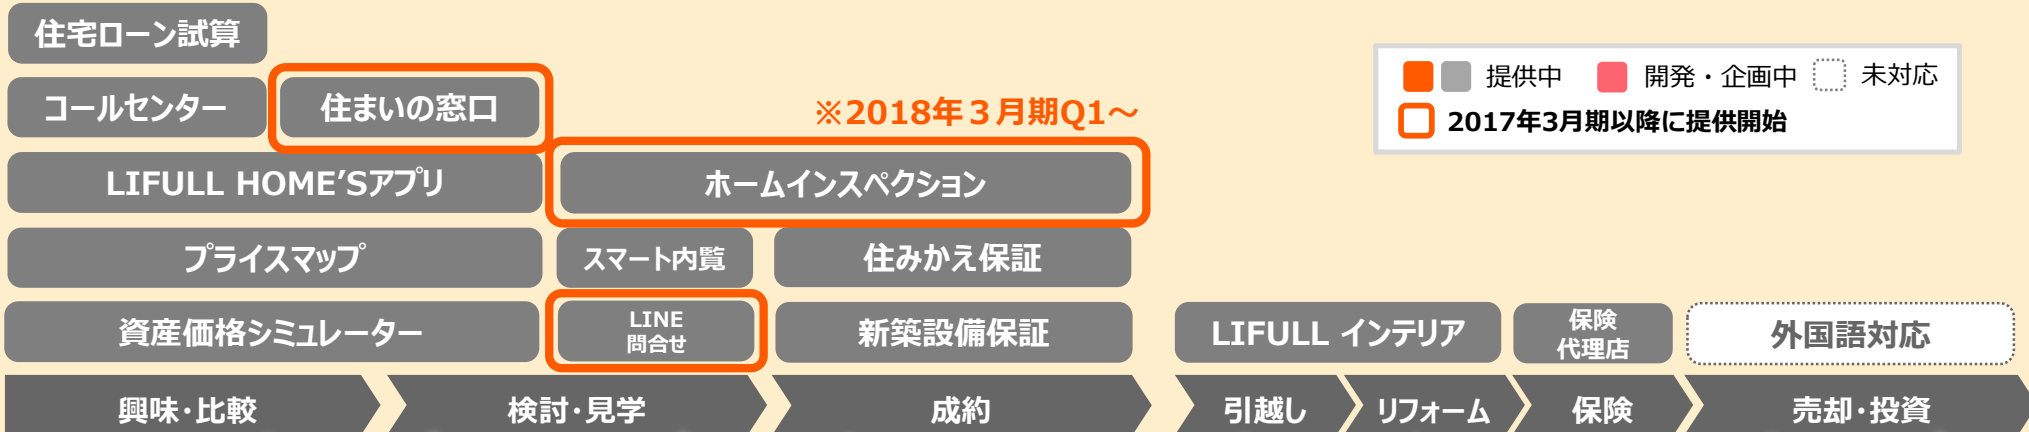 住宅ローン試算
提供中 開発・企画中 未対応
2017年3月期以降に提供開始
コールセンター 住まいの窓口
※2018年３月期Q1～
LIFULL HOME'Sアプリ ホームインスペクション
プライスマップ スマート内覧 住みかえ保証
資産価格シミュレーター
LINE
問合せ
新築設備保証 LIFULL インテリア
保険
代理店
外国語対応
興味・比較 検討・見学 成約 引越し リフォーム 保険 売却・投資